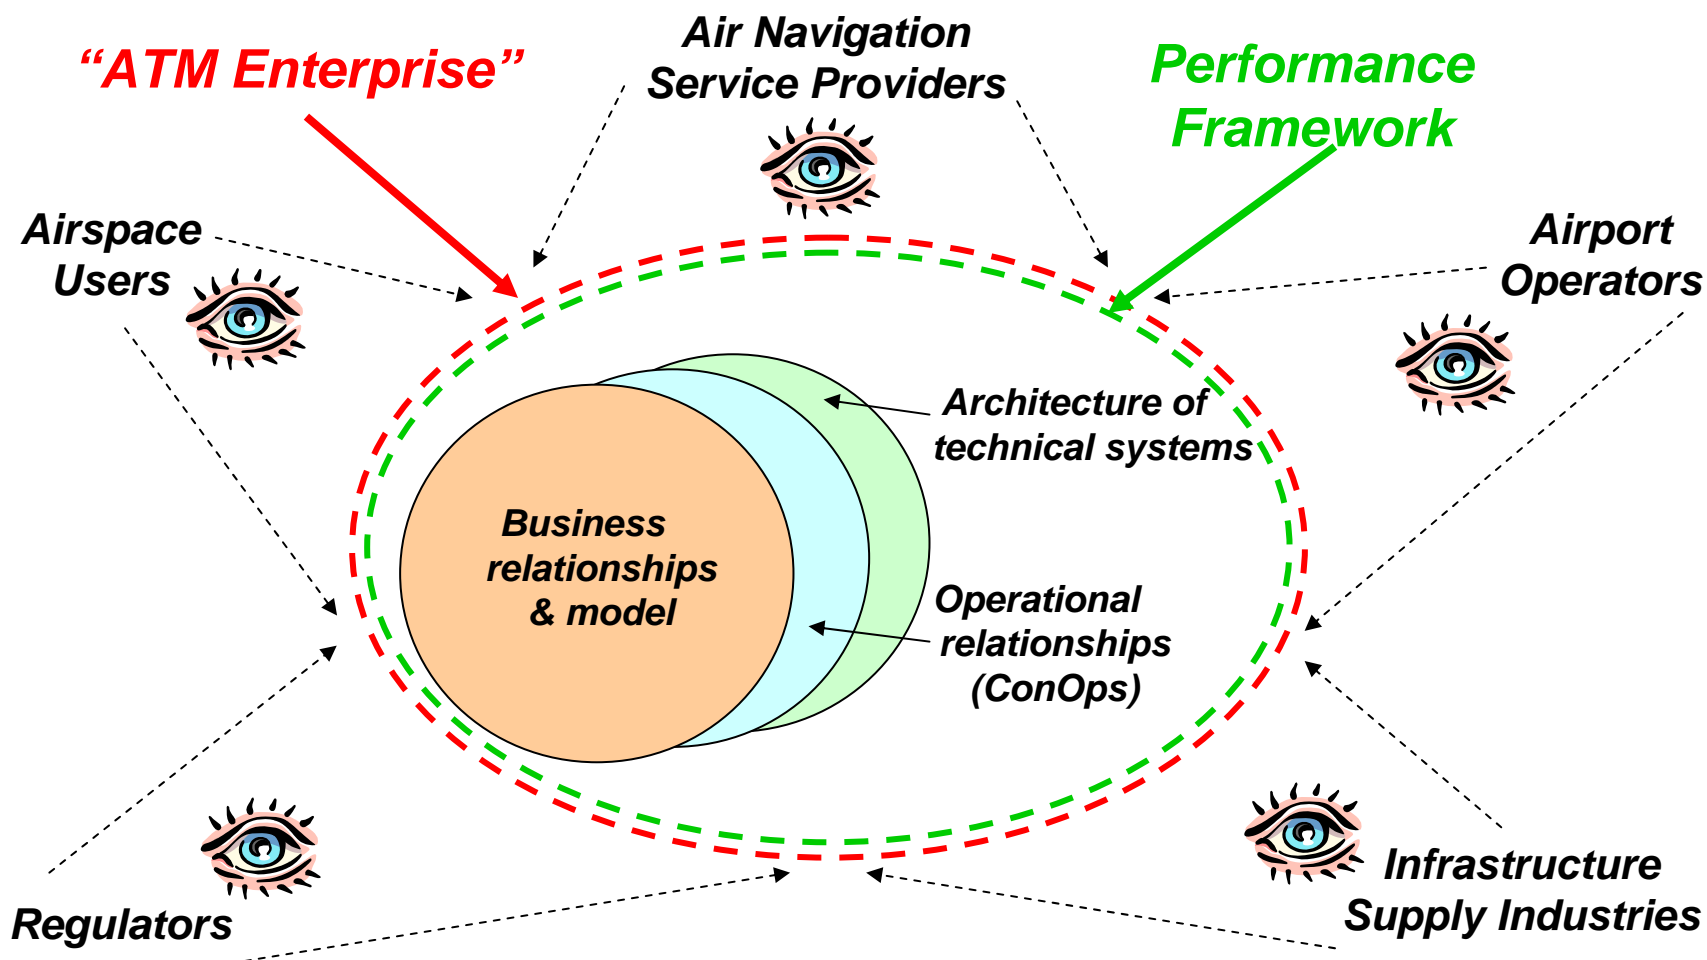 “ATM Enterprise”
Air Navigation
Service Providers
Performance
Framework
Airspace
Users
Airport
Operators
Architecture of
technical systems
Business
relationships
& model
Operational
relationships
(ConOps)
Regulators
Infrastructure
Supply Industries